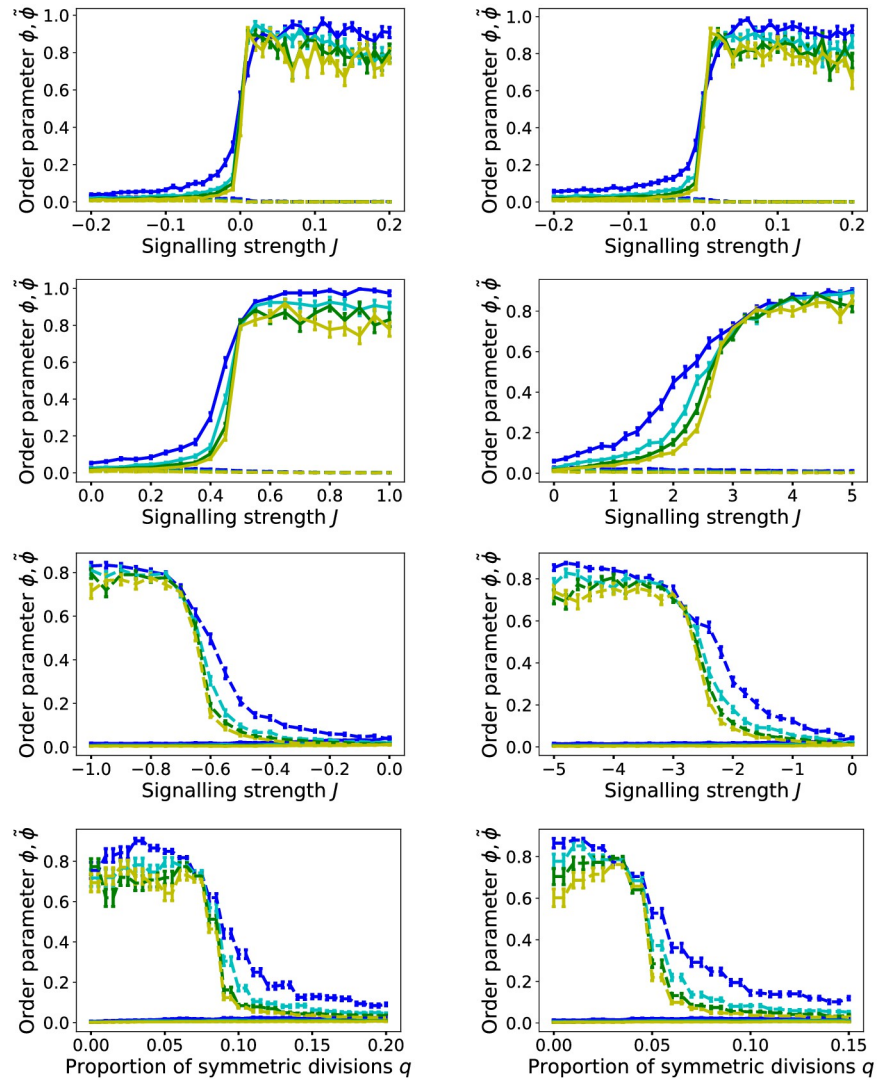 Order parameter ϕ, ϕ̃
1.0
0.8
0.6
0.4
0.2
0.0
−0.2 −0.1 0.0 0.1 0.2
Signalling strength J
Order parameter ϕ, ϕ̃
1.0
0.8
0.6
0.4
0.2
0.0
−0.2 −0.1 0.0 0.1 0.2
Signalling strength J
Order parameter ϕ, ϕ̃
1.0
0.8
0.6
0.4
0.2
0.0
0.0 0.2 0.4 0.6 0.8 1.0
Signalling strength J
Order parameter ϕ, ϕ̃
0.8
0.6
0.4
0.2
0.0
0 1 2 3 4 5
Signalling strength J
Order parameter ϕ, ϕ̃
0.8
0.6
0.4
0.2
0.0
−1.0 −0.8 −0.6 −0.4 −0.2 0.0
Signalling strength J
Order parameter ϕ, ϕ̃
0.8
0.6
0.4
0.2
0.0
−5 −4 −3 −2 −1 0
Signalling strength J
Order parameter ϕ, ϕ̃
0.8
0.6
0.4
0.2
0.0
0.00 0.05 0.10 0.15 0.20
Proportion of symmetric divisions q
Order parameter ϕ, ϕ̃
0.8
0.6
0.4
0.2
0.0
0.00 0.05 0.10 0.15
Proportion of symmetric divisions q